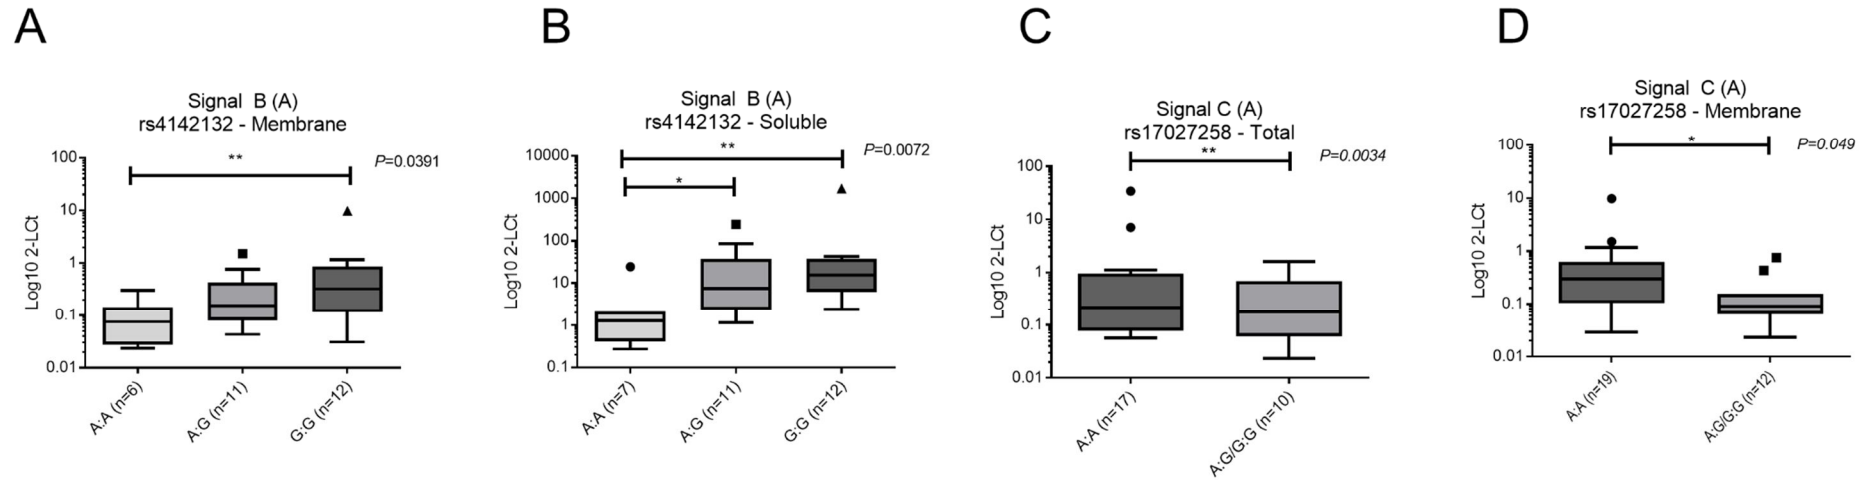 A
Signal B (A)
rs4142132 - Membrane
**
P=0.0391
Log10 2-LCt
100
10
1
0.1
0.01
A:A (n=6)
A:G (n=11)
G:G (n=12)
B
Signal B (A)
rs4142132 - Soluble
**
P=0.0072
*
Log10 2-LCt
10000
1000
100
10
1
0.1
A:A (n=7)
A:G (n=11)
G:G (n=12)
C
Signal C (A)
rs17027258 - Total
**
P=0.0034
Log10 2-LCt
100
10
1
0.1
0.01
A:A (n=17)
A:G/G:G (n=10)
D
Signal C (A)
rs17027258 - Membrane
*
P=0.049
Log10 2-LCt
100
10
1
0.1
0.01
A:A (n=19)
A:G/G:G (n=12)